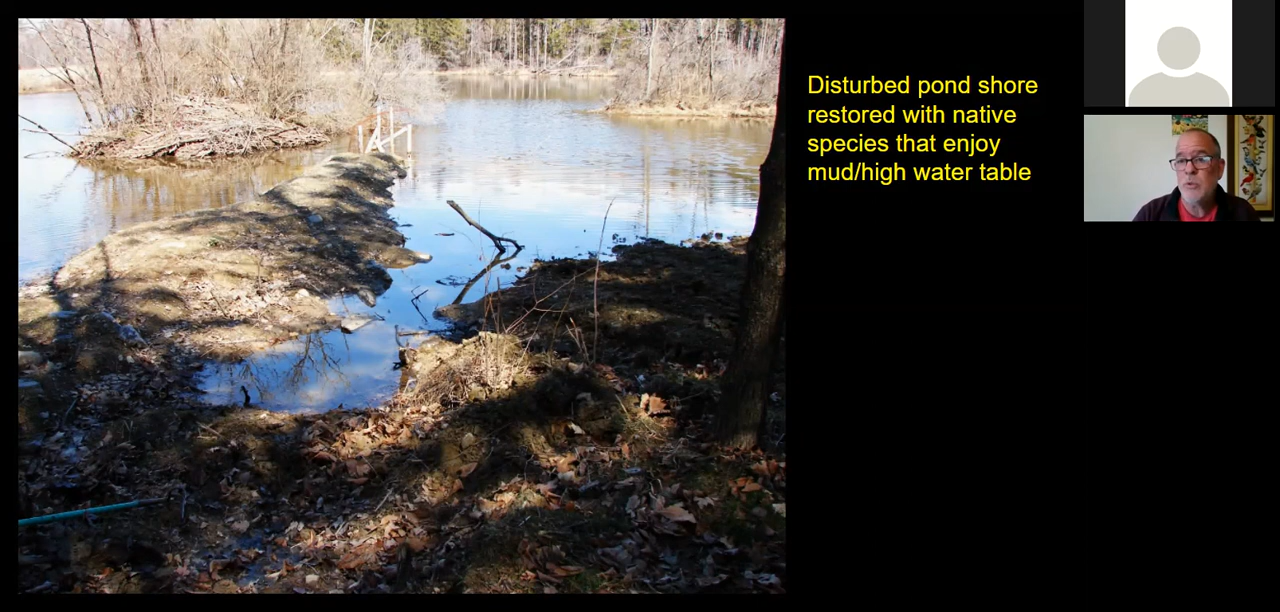 Disturbed pond shore
restored with native
species that enjoy
mud/high water table